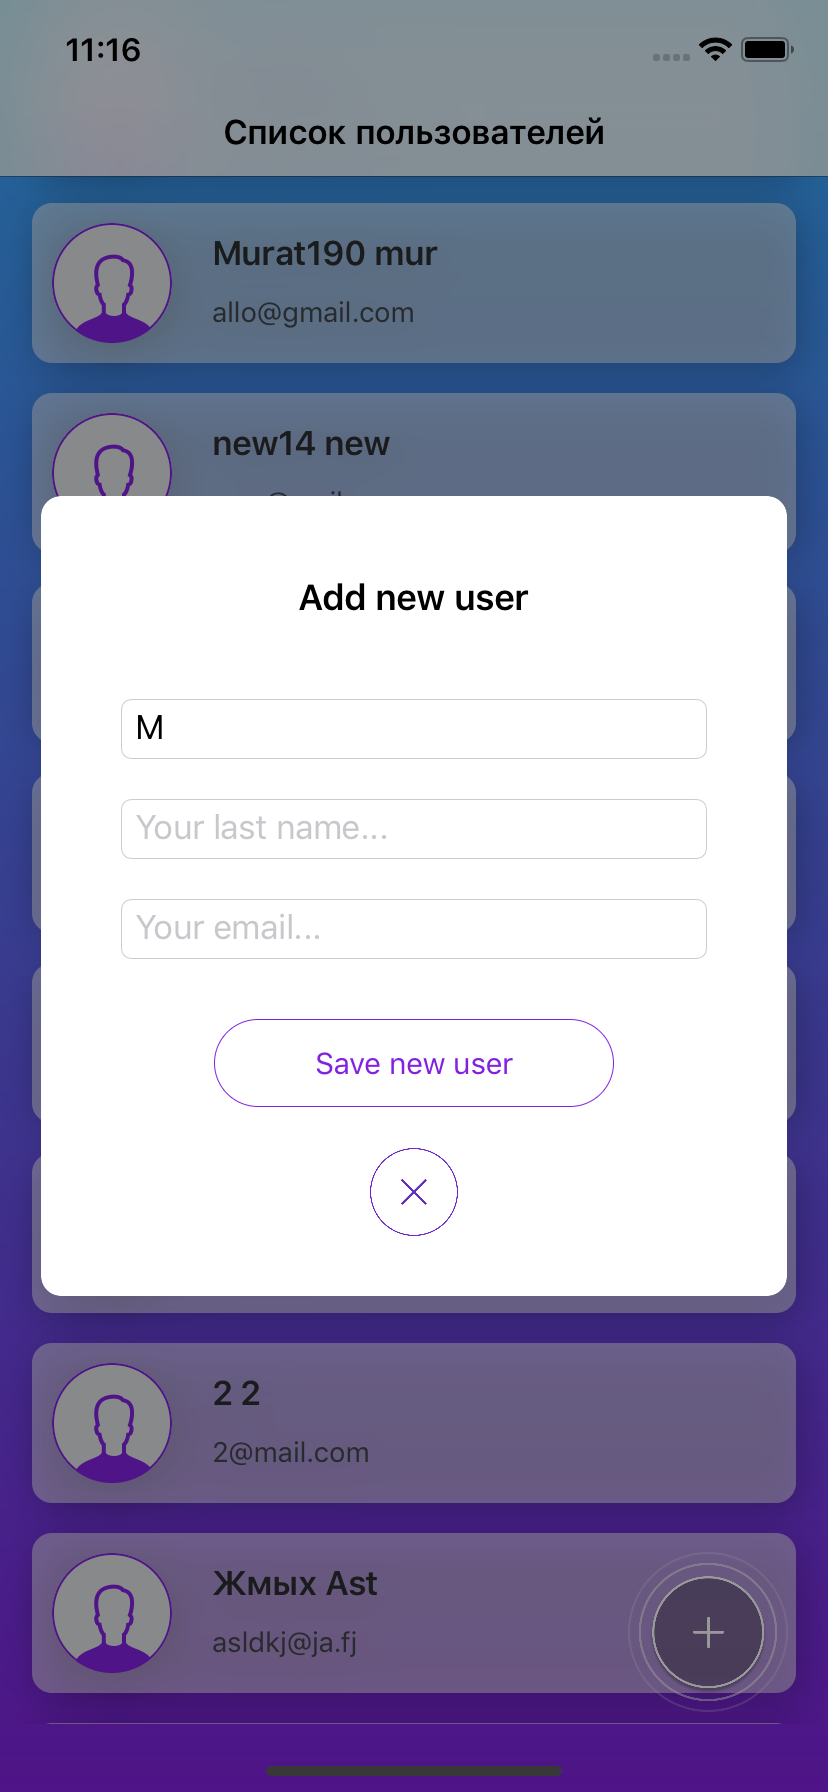 11:16
Список пользователей
Murat190 mur
allo@gmail.com
new14 new
Add new user
M
Your last name...
Your email...
Save new user
2 2
2@mail.com
Жмых Ast
asldkj@ja.fj